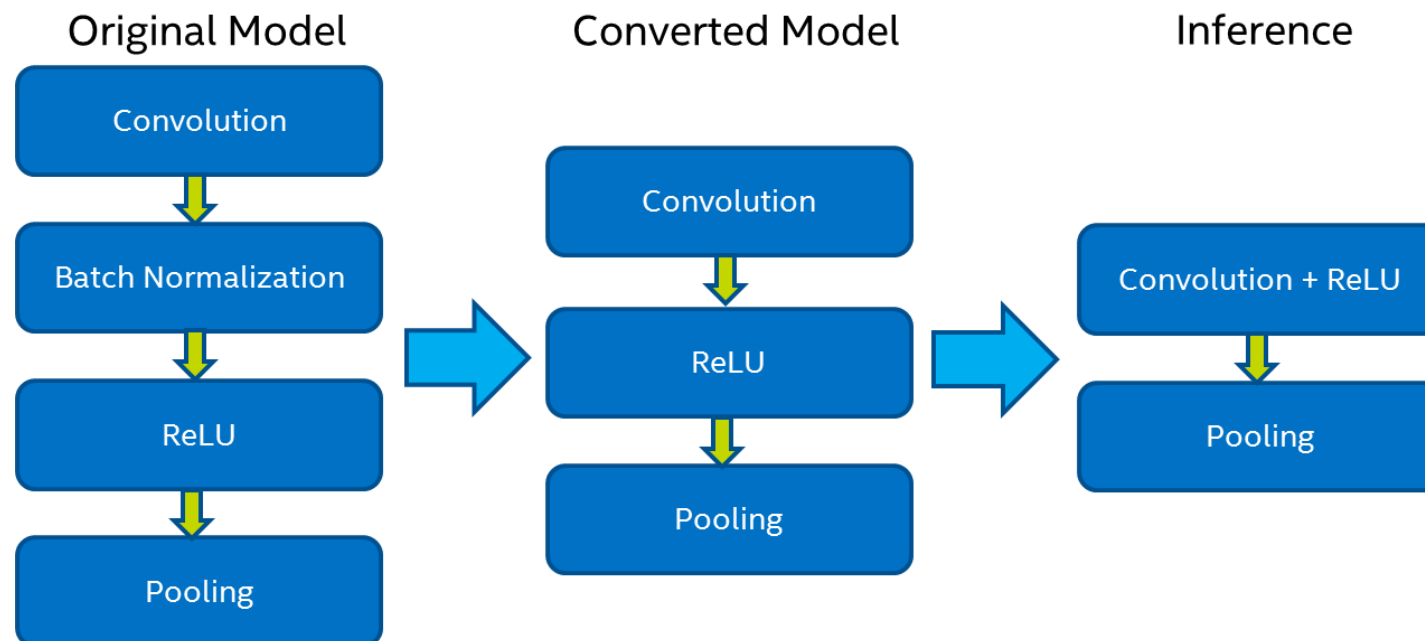 Original Model
Convolution
Batch Normalization
ReLU
Pooling
Converted Model
Convolution
ReLU
Pooling
Inference
Convolution + ReLU
Pooling